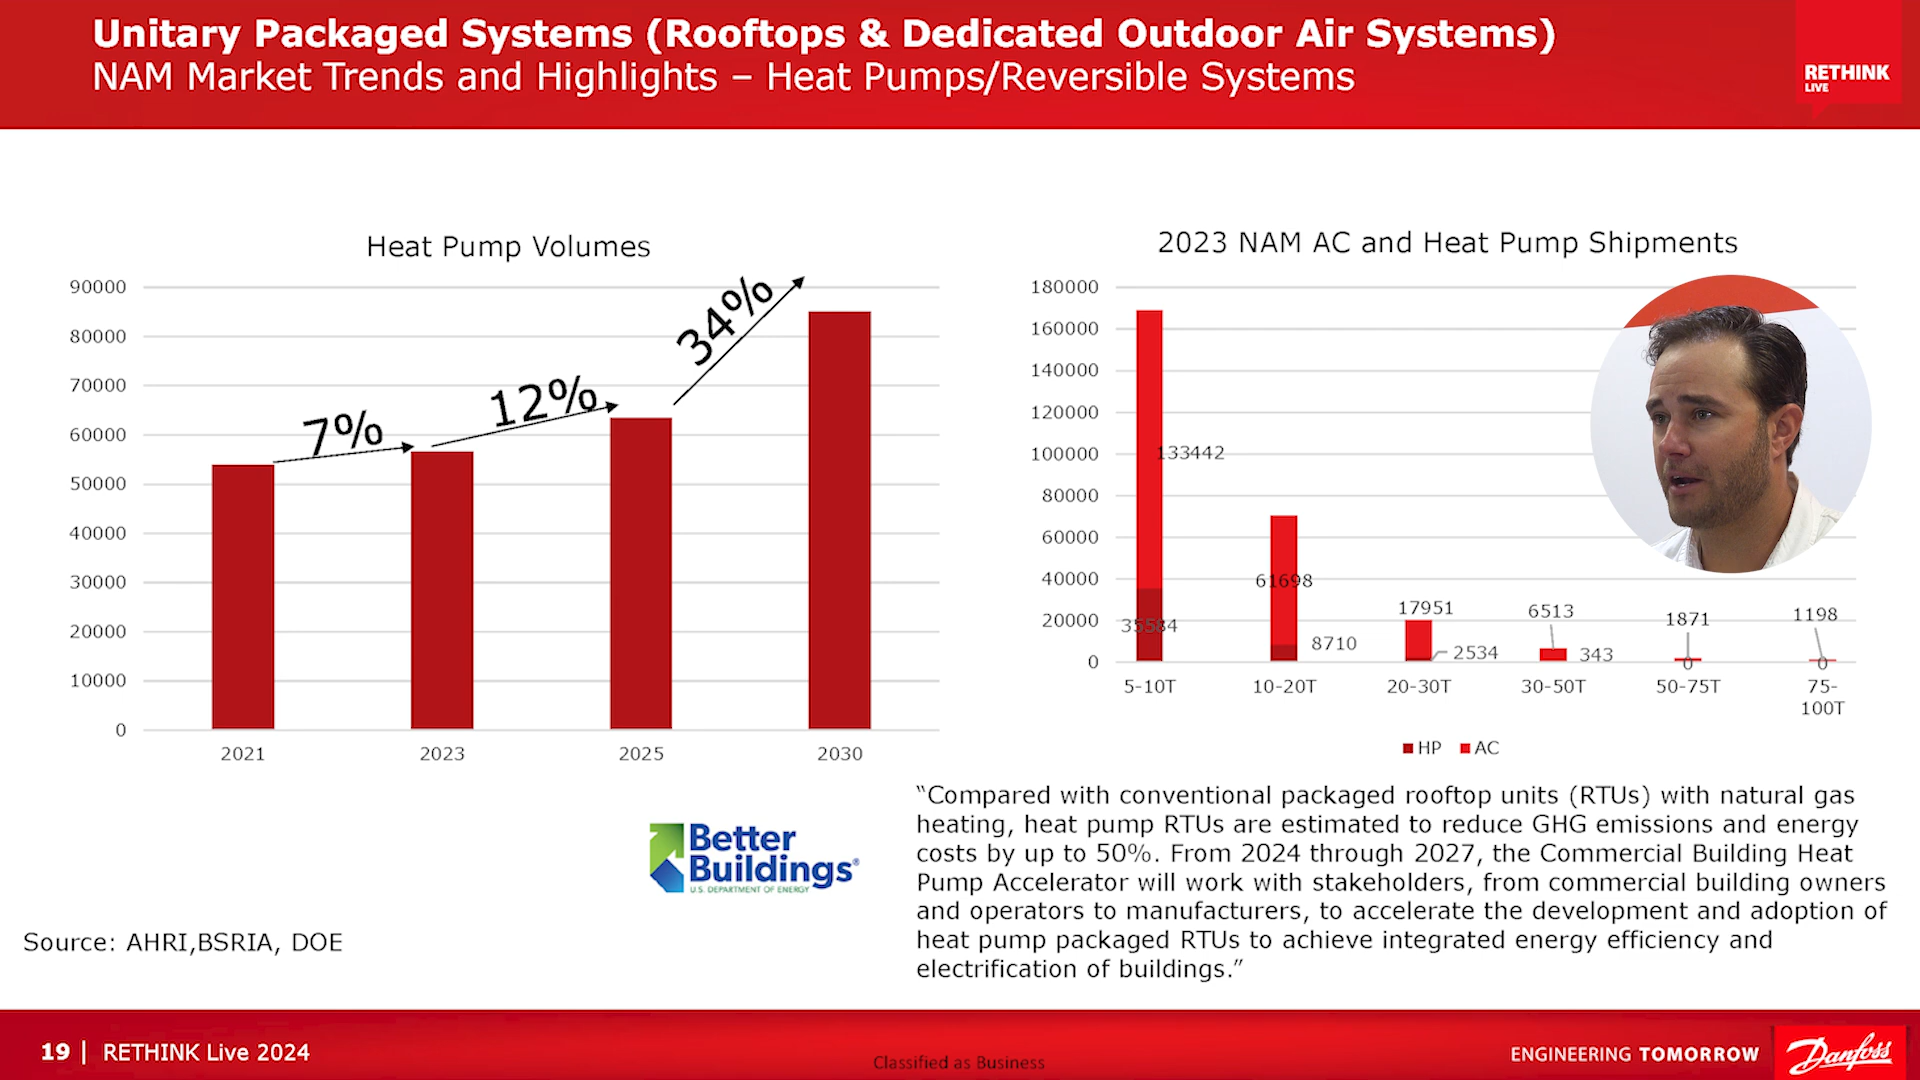 Unitary Packaged Systems (Rooftops & Dedicated Outdoor Air Systems)
NAM Market Trends and Highlights – Heat Pumps/Reversible Systems
RETHINK
LIVE
Heat Pump Volumes
90000
80000
70000
60000
50000
40000
30000
20000
10000
0
7%
12%
34%
2021
2023
2025
2030
2023 NAM AC and Heat Pump Shipments
180000
160000
140000
120000
100000
80000
60000
40000
20000
0
133442
35584
61698
8710
17951
2534
6513
343
1871
0
1198
0
5-10T
10-20T
20-30T
30-50T
50-75T
75-
100T
HP
AC
Better
Buildings®
U.S. DEPARTMENT OF ENERGY
“Compared with conventional packaged rooftop units (RTUs) with natural gas
heating, heat pump RTUs are estimated to reduce GHG emissions and energy
costs by up to 50%. From 2024 through 2027, the Commercial Building Heat
Pump Accelerator will work with stakeholders, from commercial building owners
and operators to manufacturers, to accelerate the development and adoption of
heat pump packaged RTUs to achieve integrated energy efficiency and
electrification of buildings.”
Source: AHRI,BSRIA, DOE
19 | RETHINK Live 2024
Classified as Business
ENGINEERING TOMORROW
Danfoss